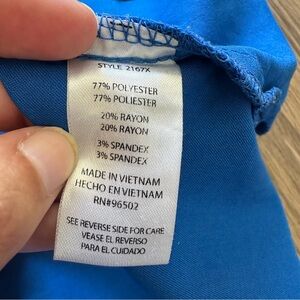 STYLE 2167X
77% POLYESTER
77% POLIESTER
20% RAYON
20% RAYON
3% SPANDEX
3% SPANDEX
MADE IN VIETNAM
HECHO EN VIETNAM
RN#96502
SEE REVERSE SIDE FOR CARE
VEASE EL REVERSO
PARA EL CUIDADO